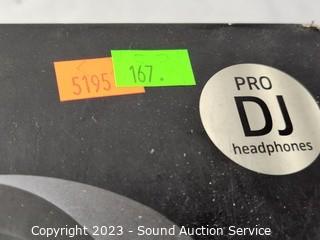 5195
167.
PRO
DJ
headphones
Copyright 2023 - Sound Auction Service